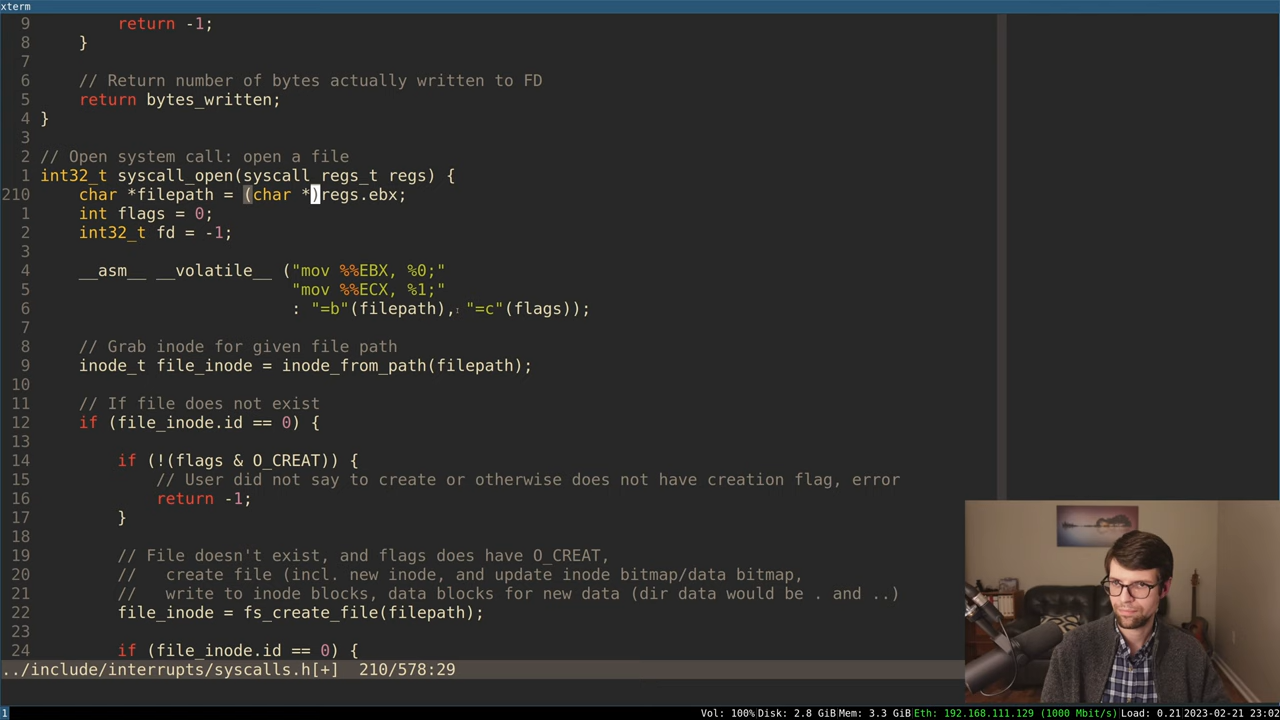 xterm
9 return -1;
8 }
7
6 // Return number of bytes actually written to FD
5 return bytes_written;
4 }
3
2 // Open system call: open a file
1 int32_t syscall_open(syscall_regs_t regs) {
210 char *filepath = (char *)regs.ebx;
1 int flags = 0;
2 int32_t fd = -1;
3
4 __asm__ __volatile__ ("mov %%EBX, %0;"
5 "mov %%ECX, %1;"
6 : "=b"(filepath), "=c"(flags));
7
8 // Grab inode for given file path
9 inode_t file_inode = inode_from_path(filepath);
10
11 // If file does not exist
12 if (file_inode.id == 0) {
13
14 if (!(flags & O_CREAT)) {
15 // User did not say to create or otherwise does not have creation flag, error
16 return -1;
17 }
18
19 // File doesn't exist, and flags does have O_CREAT,
20 // create file (incl. new inode, and update inode bitmap/data bitmap,
21 // write to inode blocks, data blocks for new data (dir data would be . and ..)
22 file_inode = fs_create_file(filepath);
23
24 if (file_inode.id == 0) {
../include/interrupts/syscalls.h[+] 210/578:29
1 Vol: 100% Disk: 2.8 GiB Mem: 3.3 GiB Eth: 192.168.111.129 (1000 Mbit/s) Load: 0.21 2023-02-21 23:02